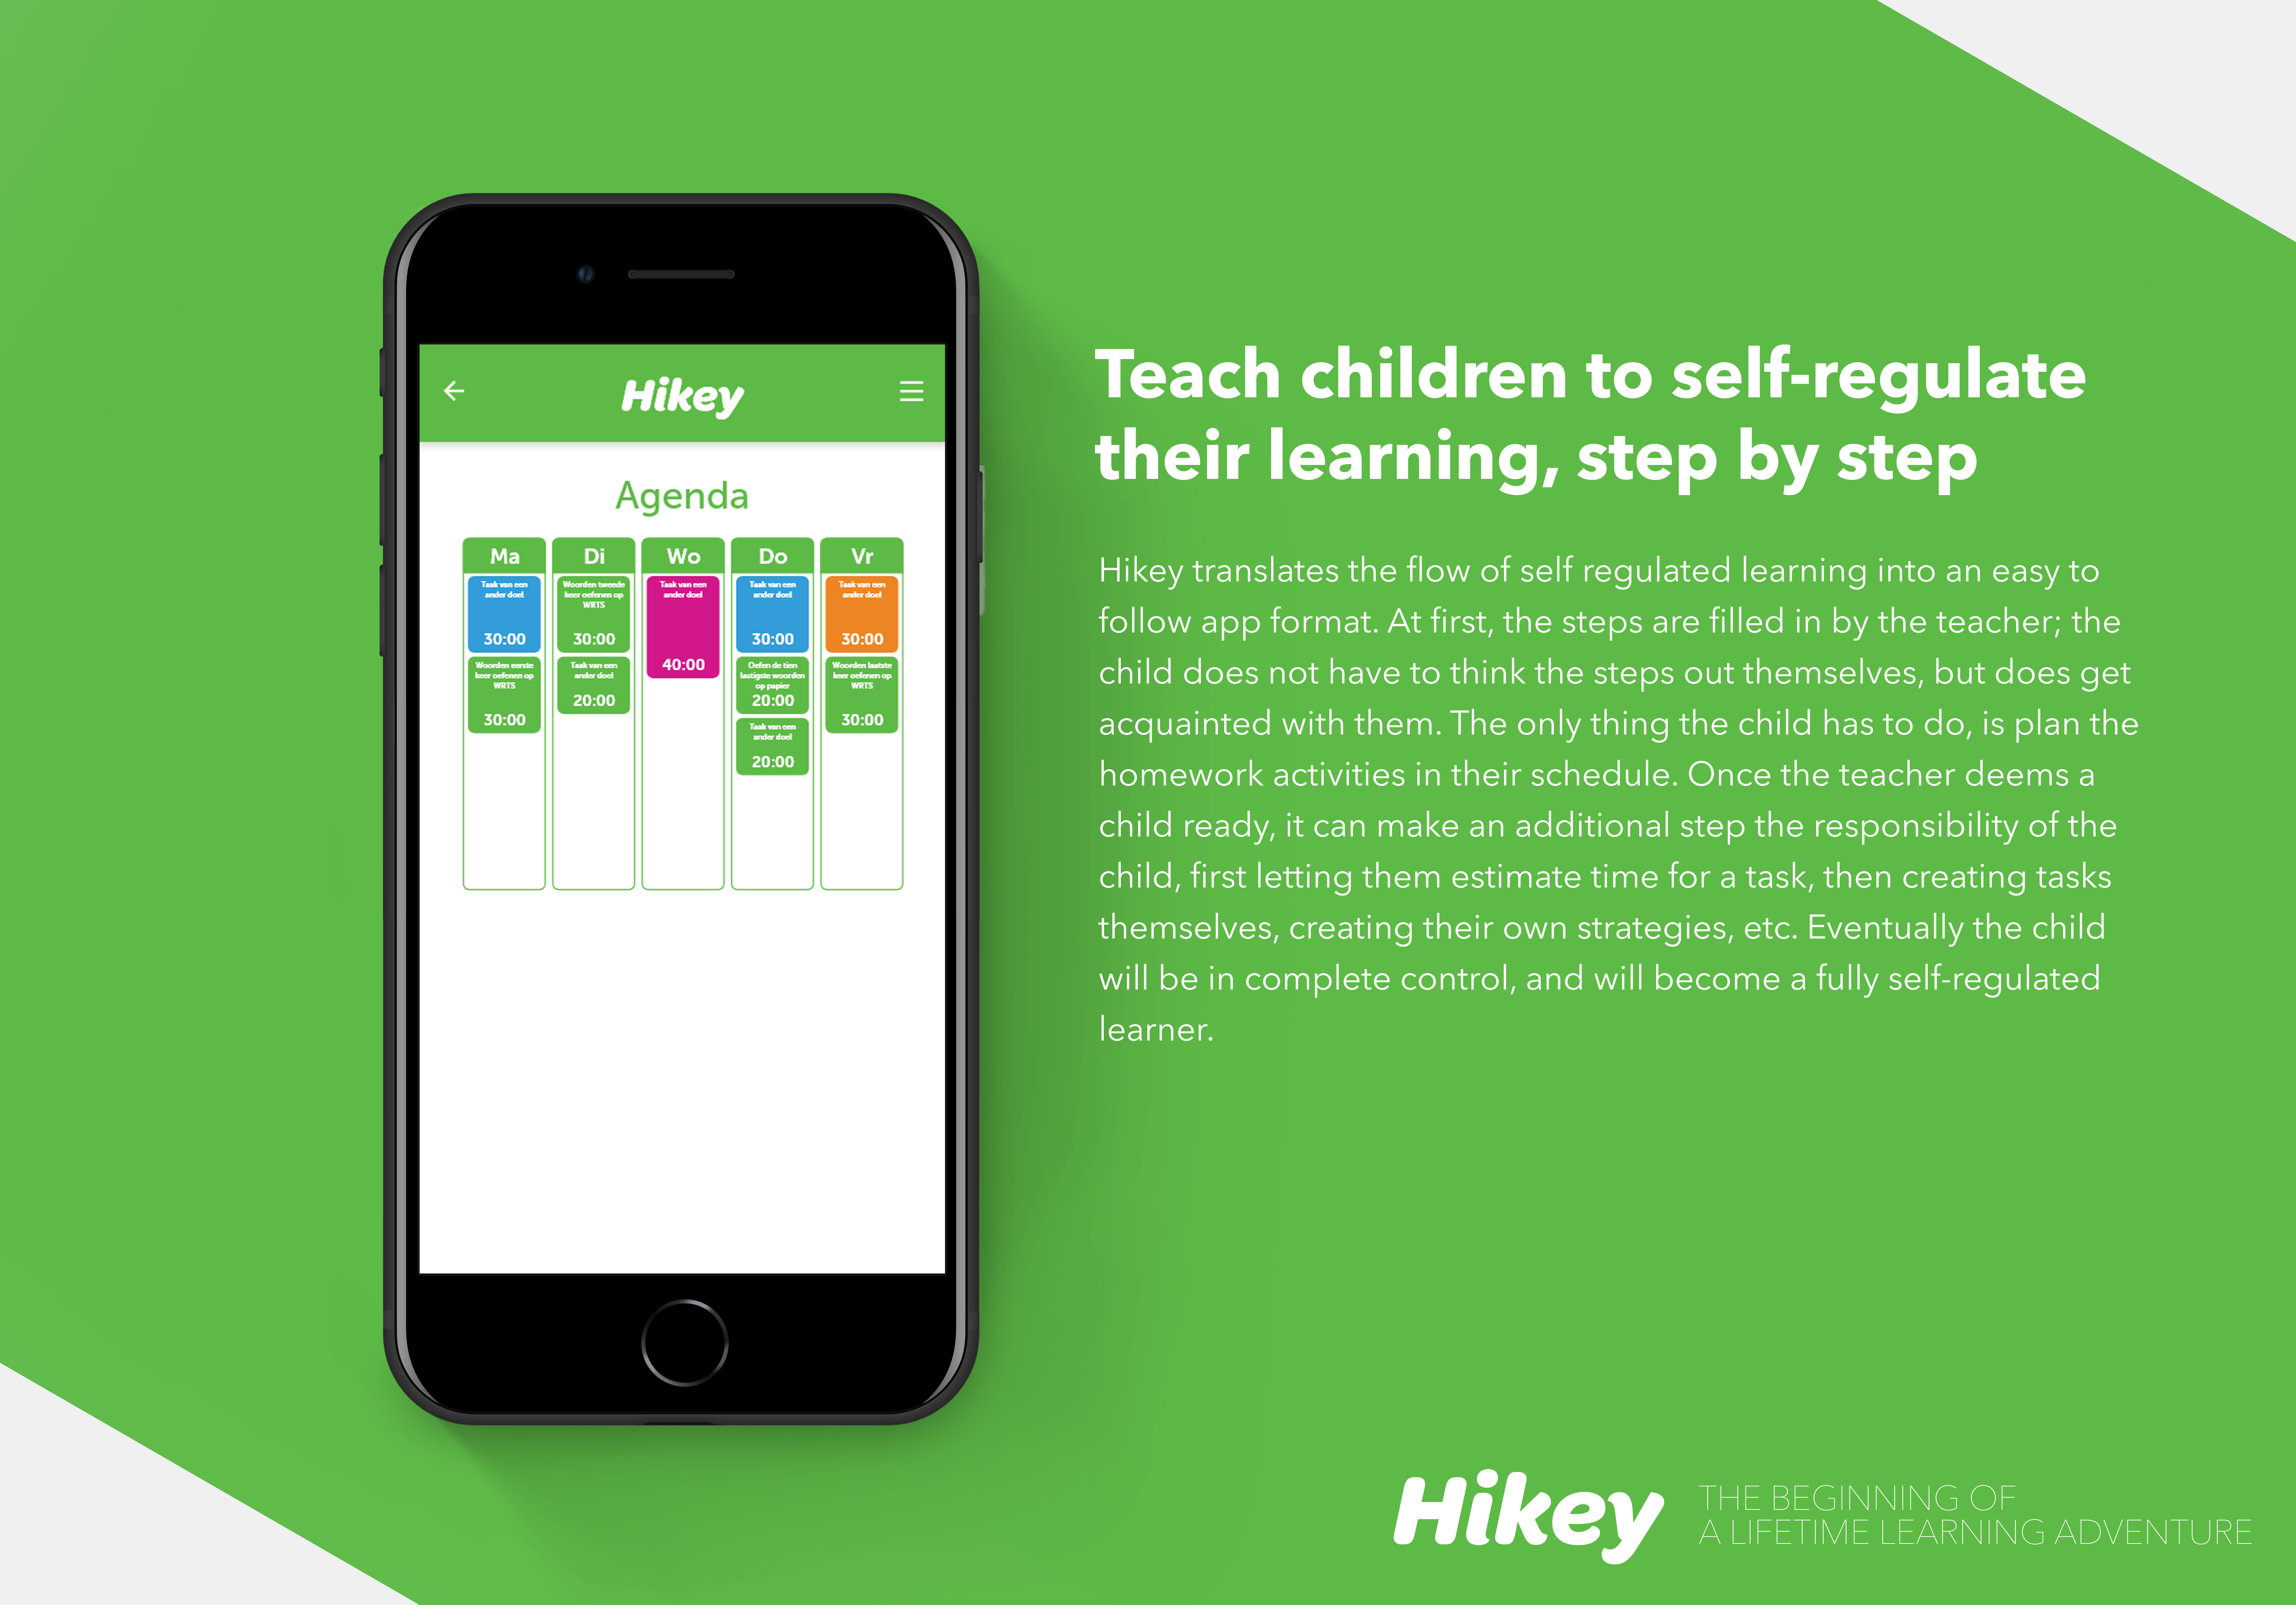 Hikey
Agenda
Ma
Taak van een
ander doel
30:00
Woorden eerste
keer oefenen op
WRTS
30:00
Di
Woorden tweede
keer oefenen op
WRTS
30:00
Taak van een
ander doel
20:00
Wo
Taak van een
ander doel
40:00
Do
Taak van een
ander doel
30:00
Oefen de tien
lastigste woorden
op papier
20:00
Taak van een
ander doel
20:00
Vr
Taak van een
ander doel
30:00
Woorden laatste
keer oefenen op
WRTS
30:00
Teach children to self-regulate
their learning, step by step
Hikey translates the flow of self regulated learning into an easy to
follow app format. At first, the steps are filled in by the teacher; the
child does not have to think the steps out themselves, but does get
acquainted with them. The only thing the child has to do, is plan the
homework activities in their schedule. Once the teacher deems a
child ready, it can make an additional step the responsibility of the
child, first letting them estimate time for a task, then creating tasks
themselves, creating their own strategies, etc. Eventually the child
will be in complete control, and will become a fully self-regulated
learner.
Hikey
THE BEGINNING OF
A LIFETIME LEARNING ADVENTURE